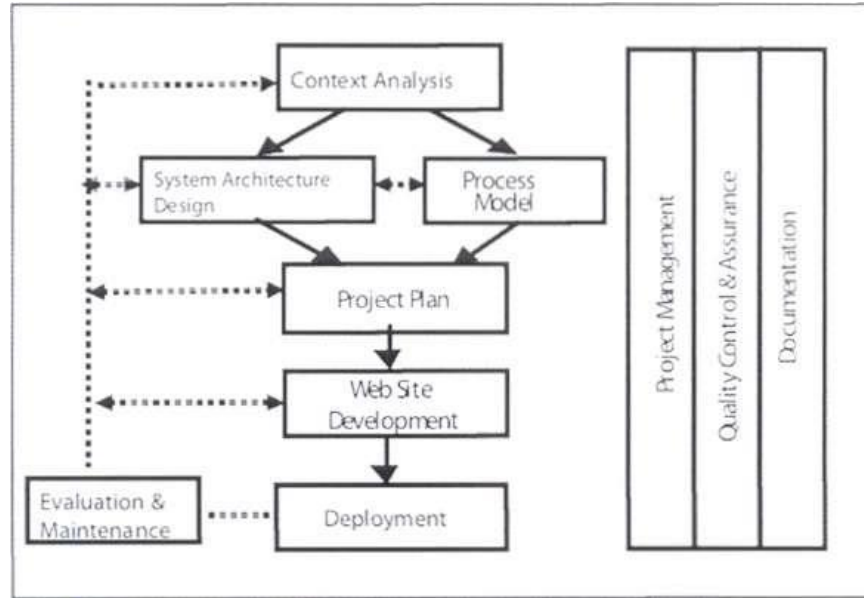 Context Analysis
System Architecture
Design
Process
Model
Project Plan
Web Site
Development
Evaluation &
Maintenance
Deployment
Project Management
Quality Control & Assurance
Documentation